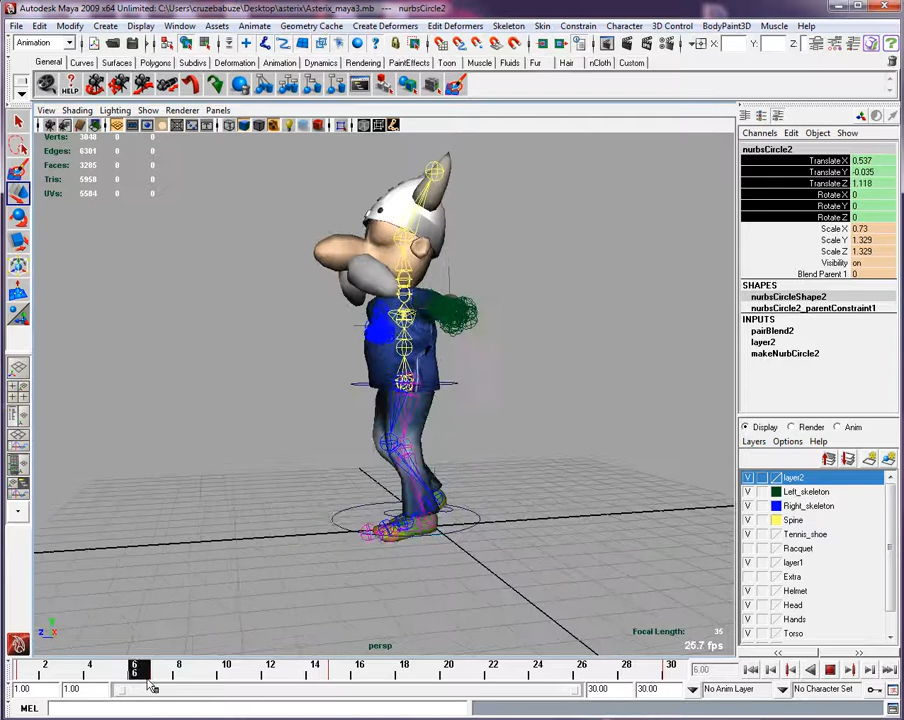 Autodesk Maya 2009 x64 Unlimited: C:\Users\cruzebabuze\Desktop\asterix\Asterix_maya3.mb --- nurbsCircle2
File Edit Modify Create Display Window Assets Animate Geometry Cache Create Deformers Edit Deformers Skeleton Skin Constraint Character 3D Control BodyPaint3D Muscle Help
Animation X: Y: Z:
General Curves Surfaces Polygons Subdivs Deformation Animation Dynamics Rendering PaintEffects Toon Muscle Fluids Fur Hair nCloth Custom
HELP
View Shading Lighting Show Renderer Panels
Channels Edit Object Show
Verts: 3048 0 0
Edges: 6301 0 0
Faces: 3285 0 0
Tris: 5958 0 0
UVs: 5584 0 0
nurbsCircle2
Translate X 0.537
Translate Y -0.035
Translate Z 1.118
Rotate X 0
Rotate Y 0
Rotate Z 0
Scale X 0.73
Scale Y 1.329
Scale Z 1.329
Visibility on
Blend Parent 1 0
SHAPES
nurbsCircleShape2
nurbsCircle2_parentConstraint1
INPUTS
pairBlend2
layer2
makeNurbCircle2
Display Render Anim
Layers Options Help
V layer2
V Left_skeleton
V Right_skeleton
V Spine
V Tennis_shoe
Racquet
V layer1
Extra
V Helmet
V Head
V Hands
V Torso
Y
Z X
persp
Focal Length: 35
25.7 fps
2 4 6 8 10 12 14 16 18 20 22 24 26 28 30
6
6.00
1.00 1.00 30.00 30.00 No Anim Layer No Character Set
MEL